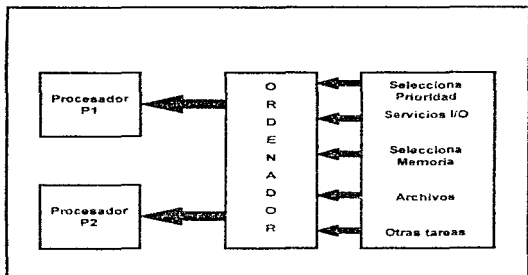 Procesador
P1
Procesador
P2
O
R
D
E
N
A
D
O
R
Selecciona
Prioridad
Servicios I/O
Selecciona
Memoria
Archivos
Otras tareas